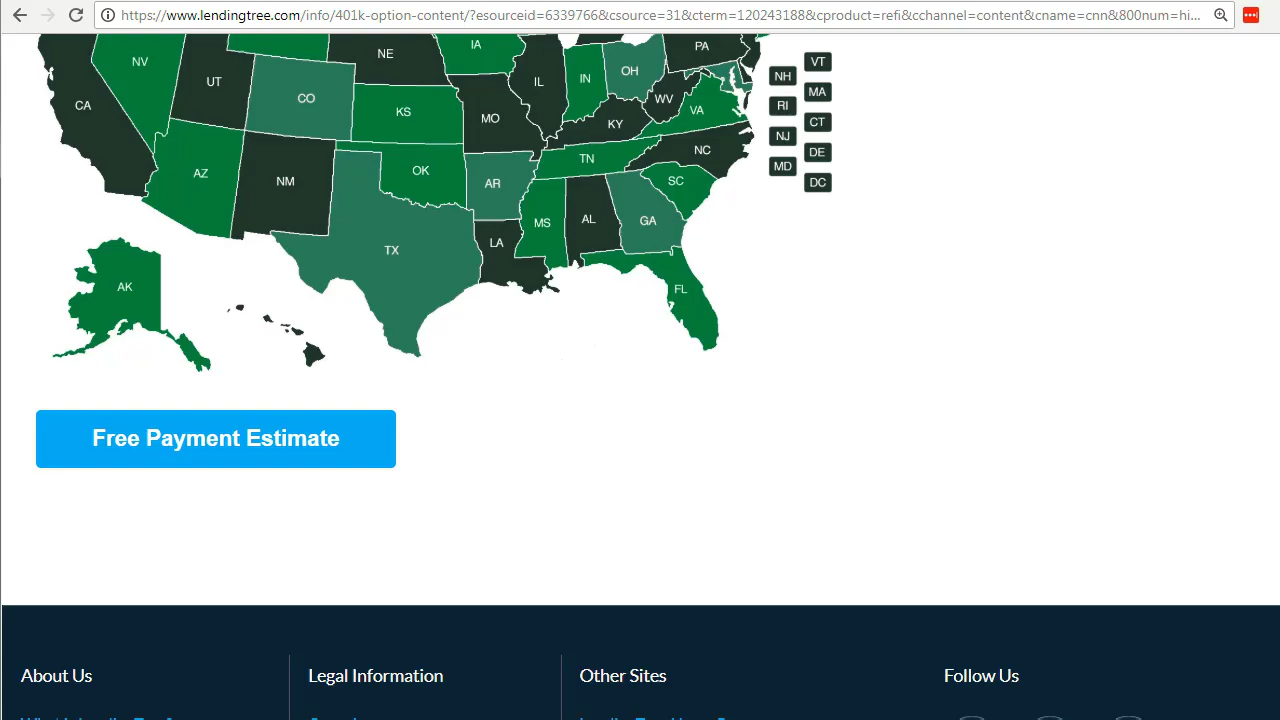 https://www.lendingtree.com/info/401k-option-content/?esourceid=6339766&csource=31&cterm=120243188&cproduct=refi&cchannel=content&cname=cnn&800num=hi...
NV
UT
CO
NE
KS
IA
MO
IL
IN
OH
PA
WV
VA
KY
NC
TN
SC
CA
AZ
NM
OK
AR
TX
LA
MS
AL
GA
FL
AK
VT
NH
MA
RI
CT
NJ
DE
MD
DC
Free Payment Estimate
About Us
Legal Information
Other Sites
Follow Us